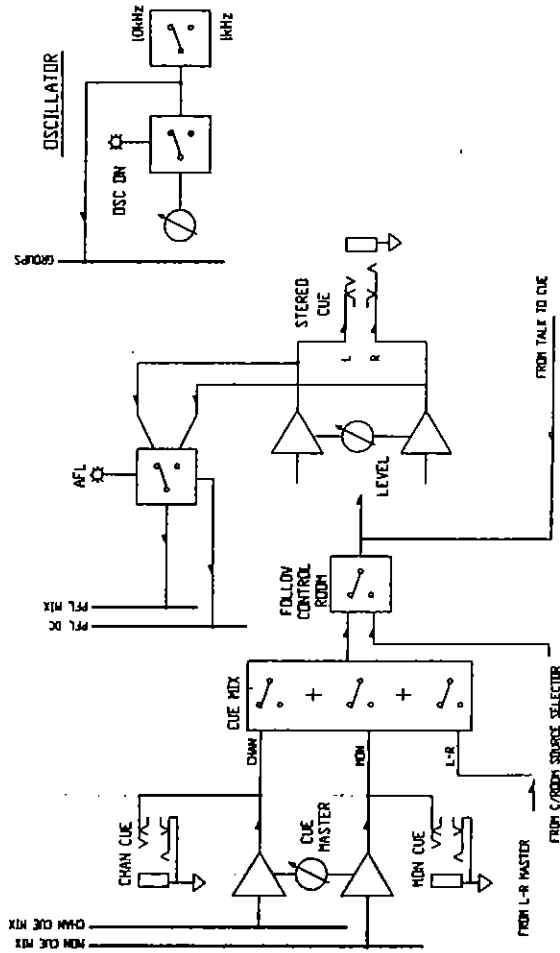 MON CUE MIX
CHAN CUE MIX
CHAN CUE
CUE
MASTER
MON CUE
CHAN
MON
L-R
CUE MIX
+
+
FROM L-R MASTER
FROM C/ROOM SOURCE SELECTOR
FOLLOW
CONTROL
ROOM
PFL DC
PFL MIX
AFL
LEVEL
STEREO
CUE
L
R
FROM TALK TO CUE
GROUPS
OSC ON
OSCILLATOR
10kHz
1kHz